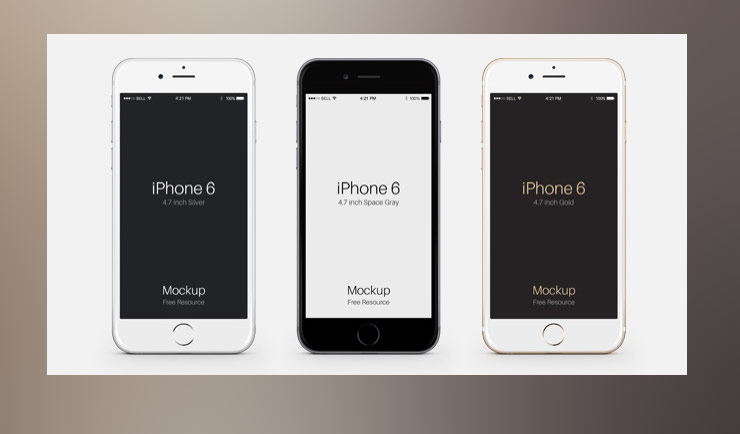 ●●●○○ BELL 4:21 PM 100%
iPhone 6
4.7 inch Silver
Mockup
Free Resource
●●●○○ BELL 4:21 PM 100%
iPhone 6
4.7 inch Space Gray
Mockup
Free Resource
●●●○○ BELL 4:21 PM 100%
iPhone 6
4.7 inch Gold
Mockup
Free Resource